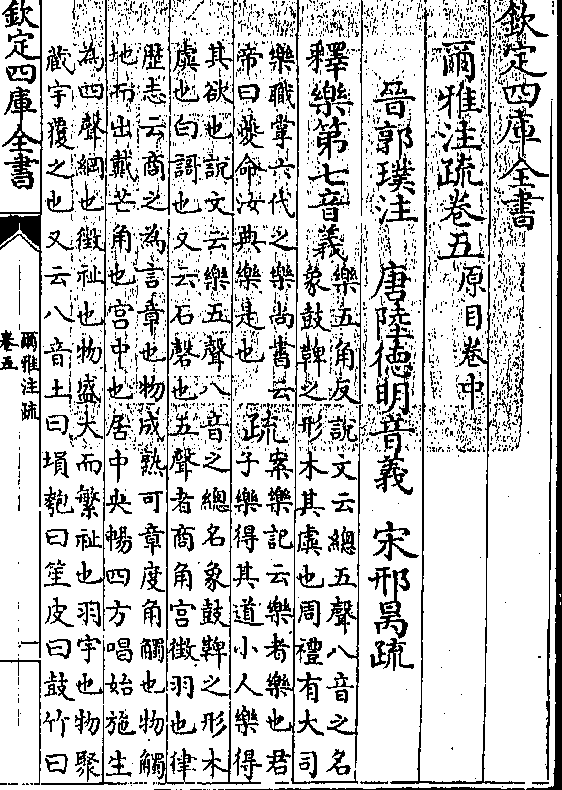 欽定四庫全書
爾雅注疏卷五 原目卷中
晉郭璞注 唐陸徳明音義 宋邢昺疏
釋樂第七音義
樂五角反說文云總五聲八音之名
象鼓鞞之形木其虡也周禮有大司
樂職掌六代之樂尚書云
帝曰夔命汝典樂是也
疏
案樂記云樂者樂也君
子樂得其道小人樂得
其欲也說文云樂五聲八音之總名象鼓鞞之形木
虡也白謌也又云石磬也五聲者商角宫徵羽也律
歴志云商之為言章也物成熟可章度角觸也物觸
地而出戴芒角也宫中也居中央暢四方唱始施生
為四聲綱也徵祉也物盛大而繁祉也羽宇也物聚
藏宇覆之也又云八音土曰塤匏曰笙皮曰鼓竹曰
欽定四庫全書
爾雅注疏
卷五
一